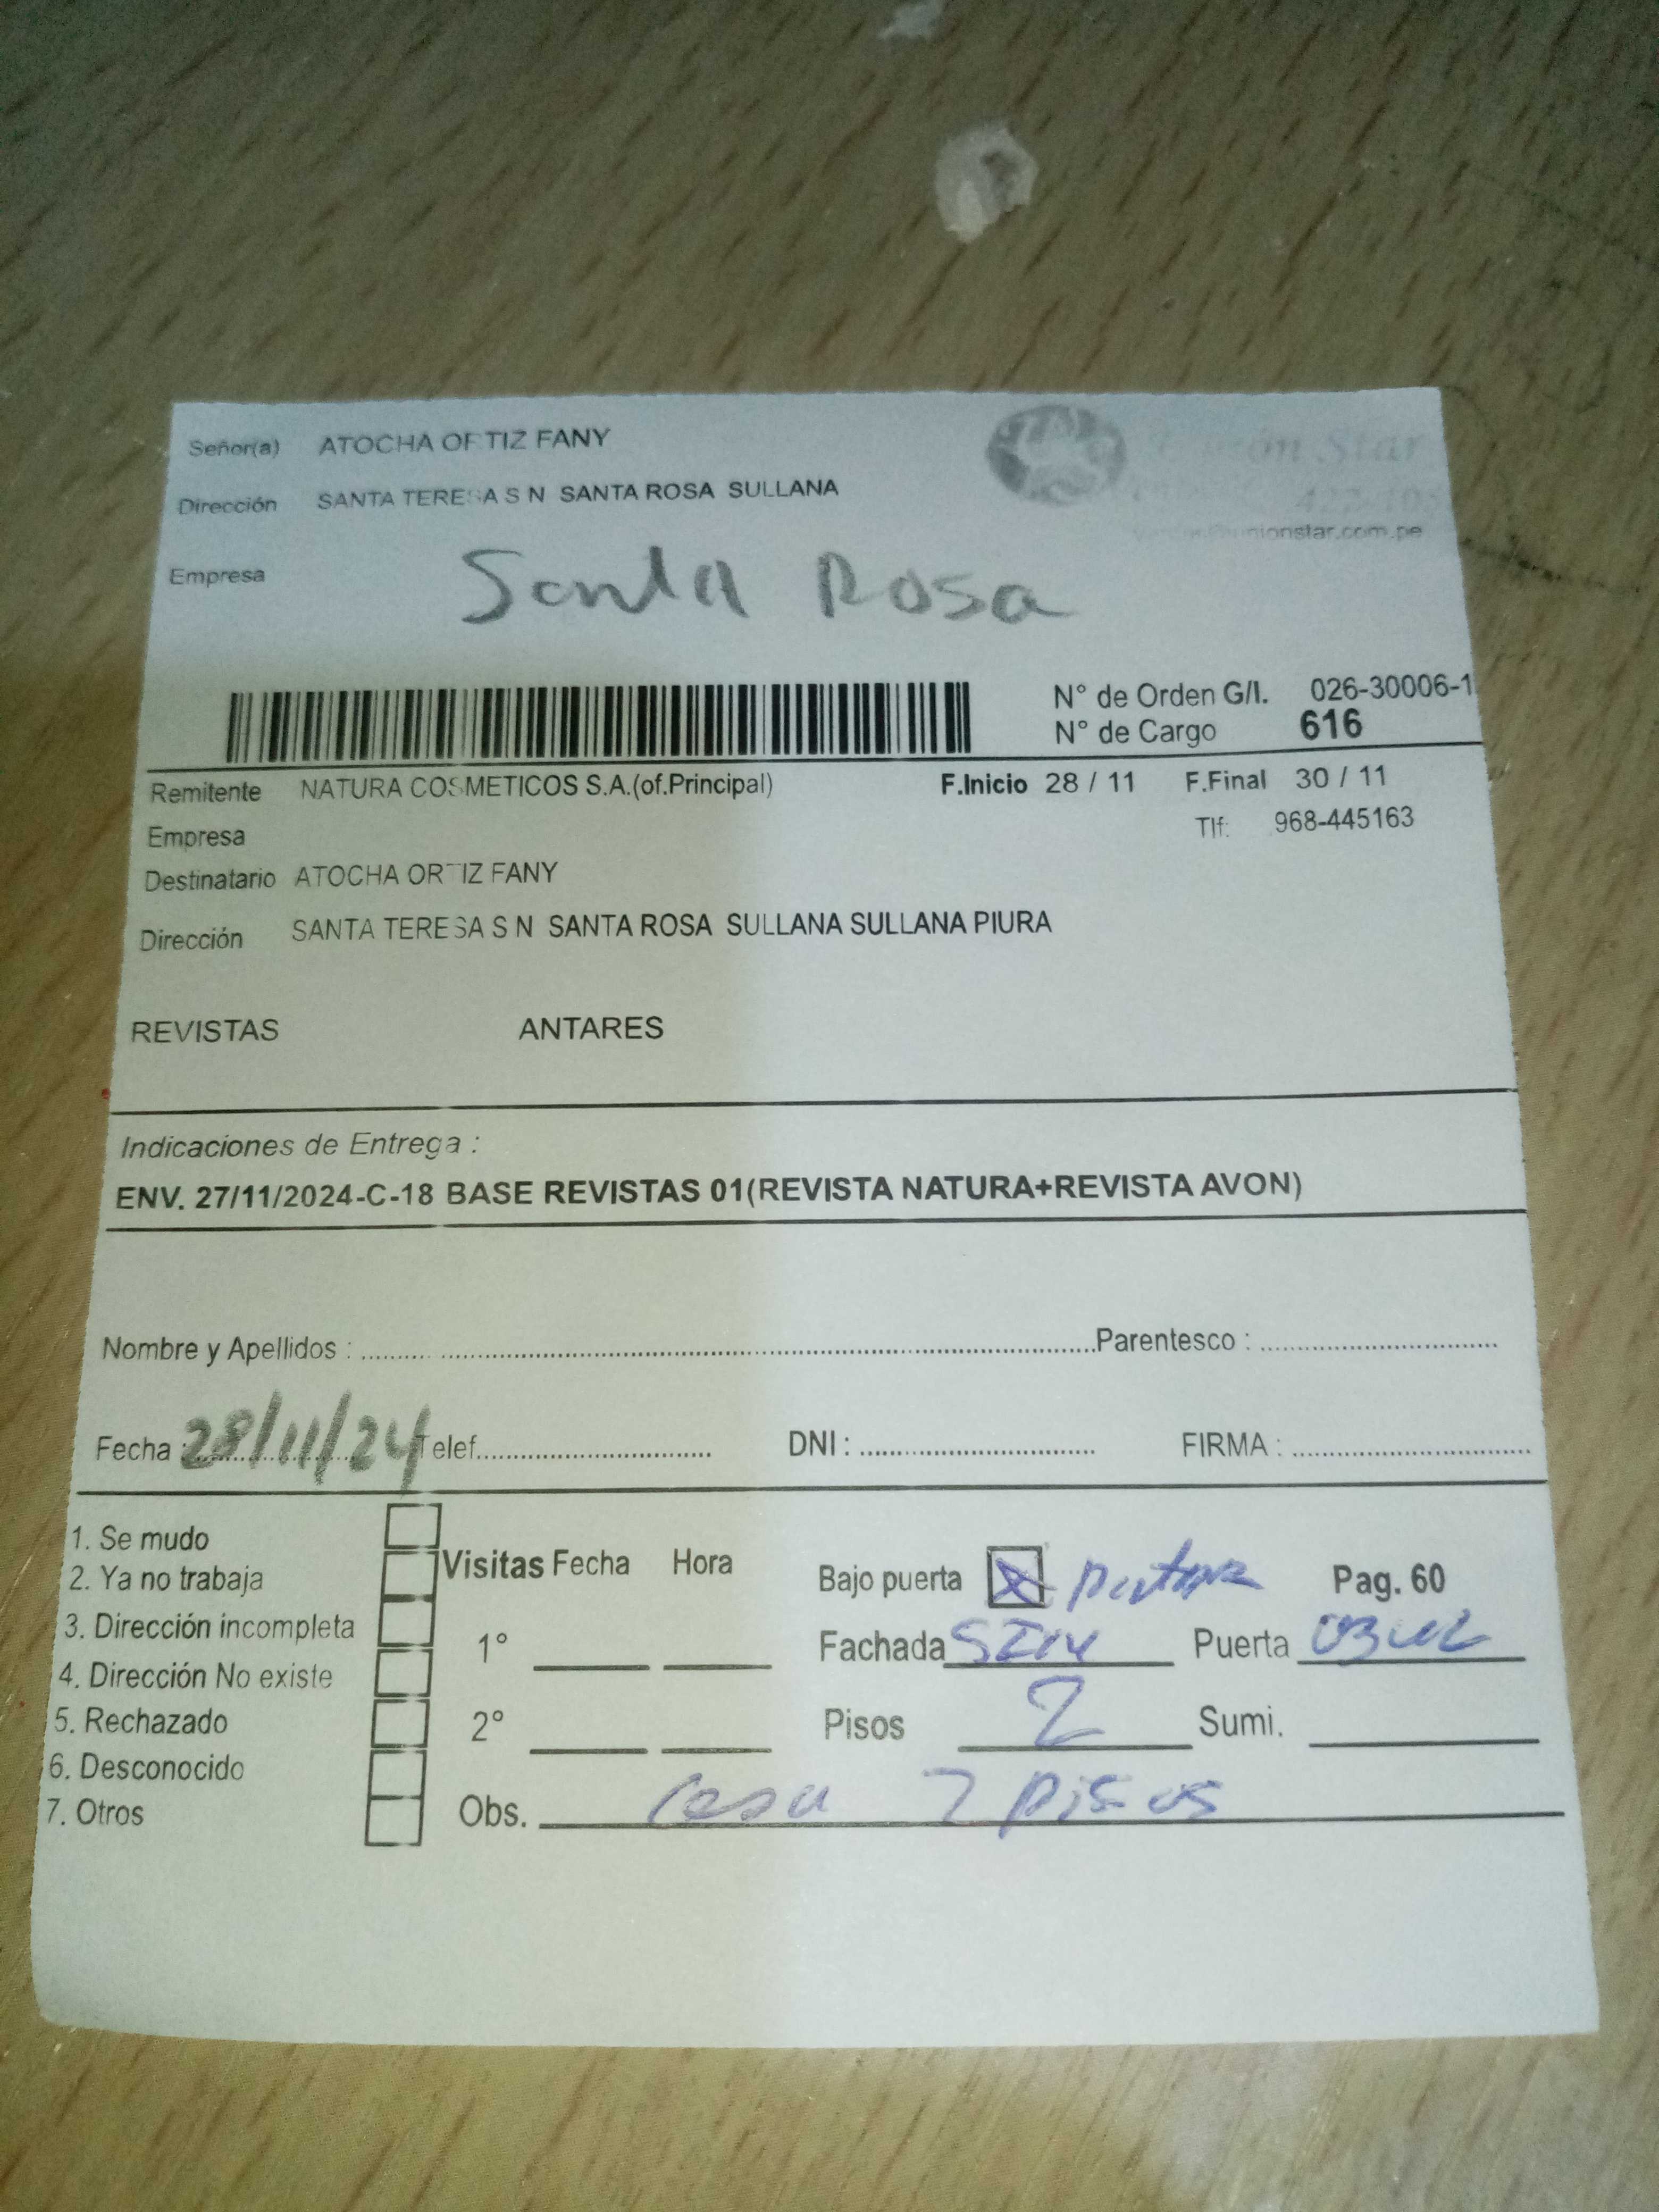 Señor(a) ATOCHA ORTIZ FANY
Dirección SANTA TERESA S N SANTA ROSA SULLANA
unionstar.com.pe
Empresa Santa Rosa
N° de Orden G/I. 026-30006-1
N° de Cargo 616
Remitente NATURA COSMETICOS S.A.(of.Principal) F.Inicio 28 / 11 F.Final 30 / 11
Empresa Tlf: 968-445163
Destinatario ATOCHA ORTIZ FANY
Dirección SANTA TERESA S N SANTA ROSA SULLANA SULLANA PIURA
REVISTAS ANTARES
Indicaciones de Entrega :
ENV. 27/11/2024-C-18 BASE REVISTAS 01(REVISTA NATURA+REVISTA AVON)
Nombre y Apellidos : Parentesco :
Fecha : 28/11/24 Telef. DNI : FIRMA :
1. Se mudo
2. Ya no trabaja
3. Dirección incompleta
4. Dirección No existe
5. Rechazado
6. Desconocido
7. Otros
Visitas Fecha Hora
1°
2°
Bajo puerta Pag. 60
Fachada Puerta
Pisos 2 Sumi.
Obs. casa 2 pisos